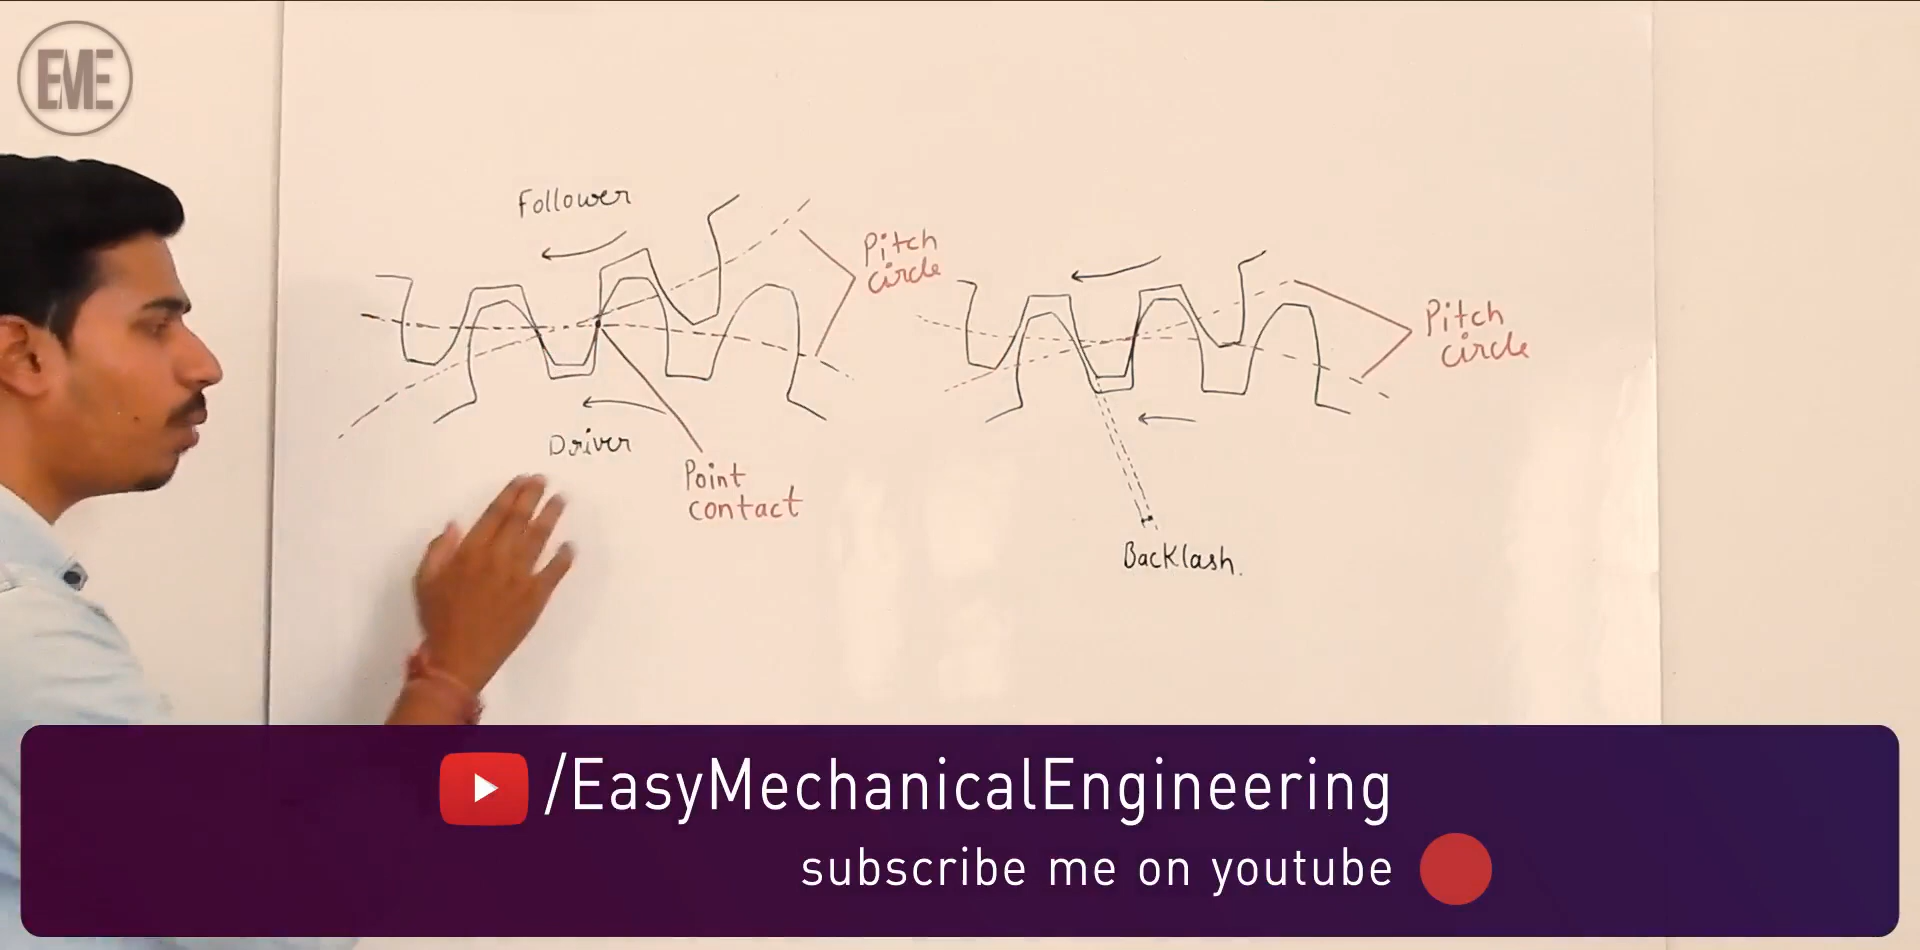 EME
Follower
Pitch
circle
Pitch
circle
Driver
Point
contact
Backlash.
/EasyMechanicalEngineering
subscribe me on youtube